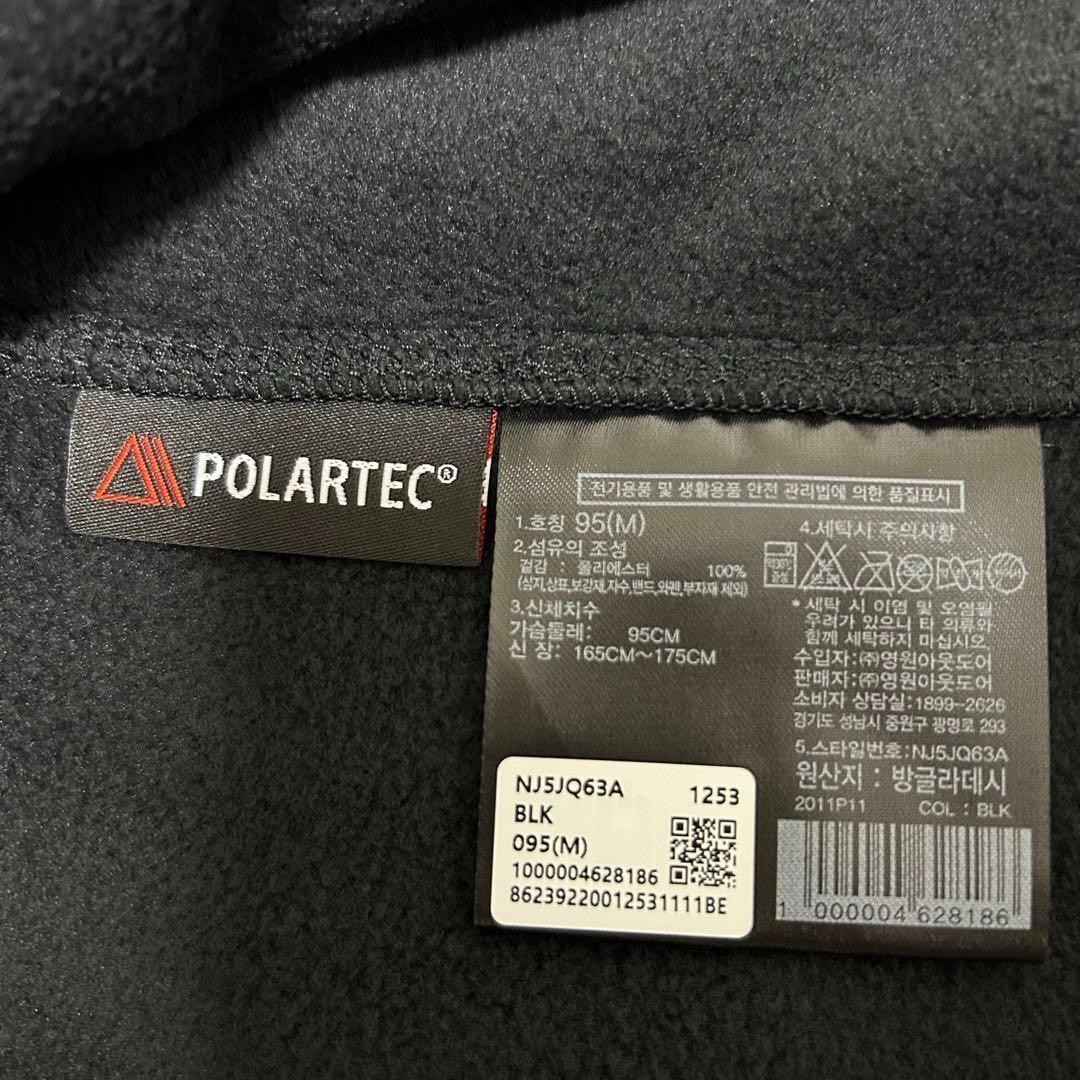 POLARTEC®
전기용품 및 생활용품 안전 관리법에 의한 품질표시
1.호칭 95(M)
2.섬유의 조성
겉감 : 폴리에스터 100%
(심지,상표,보강재,자수,밴드,와펜,부자재 제외)
3.신체치수
가슴둘레: 95CM
신 장: 165CM~175CM
4.세탁시 주의사항
* 세탁 시 이염 및 오염될
우려가 있으니 타 의류와
함께 세탁하지 마십시오.
수입자:㈜영원아웃도어
판매자:㈜영원아웃도어
소비자 상담실:1899-2626
경기도 성남시 중원구 광명로 293
5.스타일번호:NJ5JQ63A
원산지 : 방글라데시
2011P11 COL : BLK
1 000004 628186
NJ5JQ63A 1253
BLK
095(M)
1000004628186
86239220012531111BE